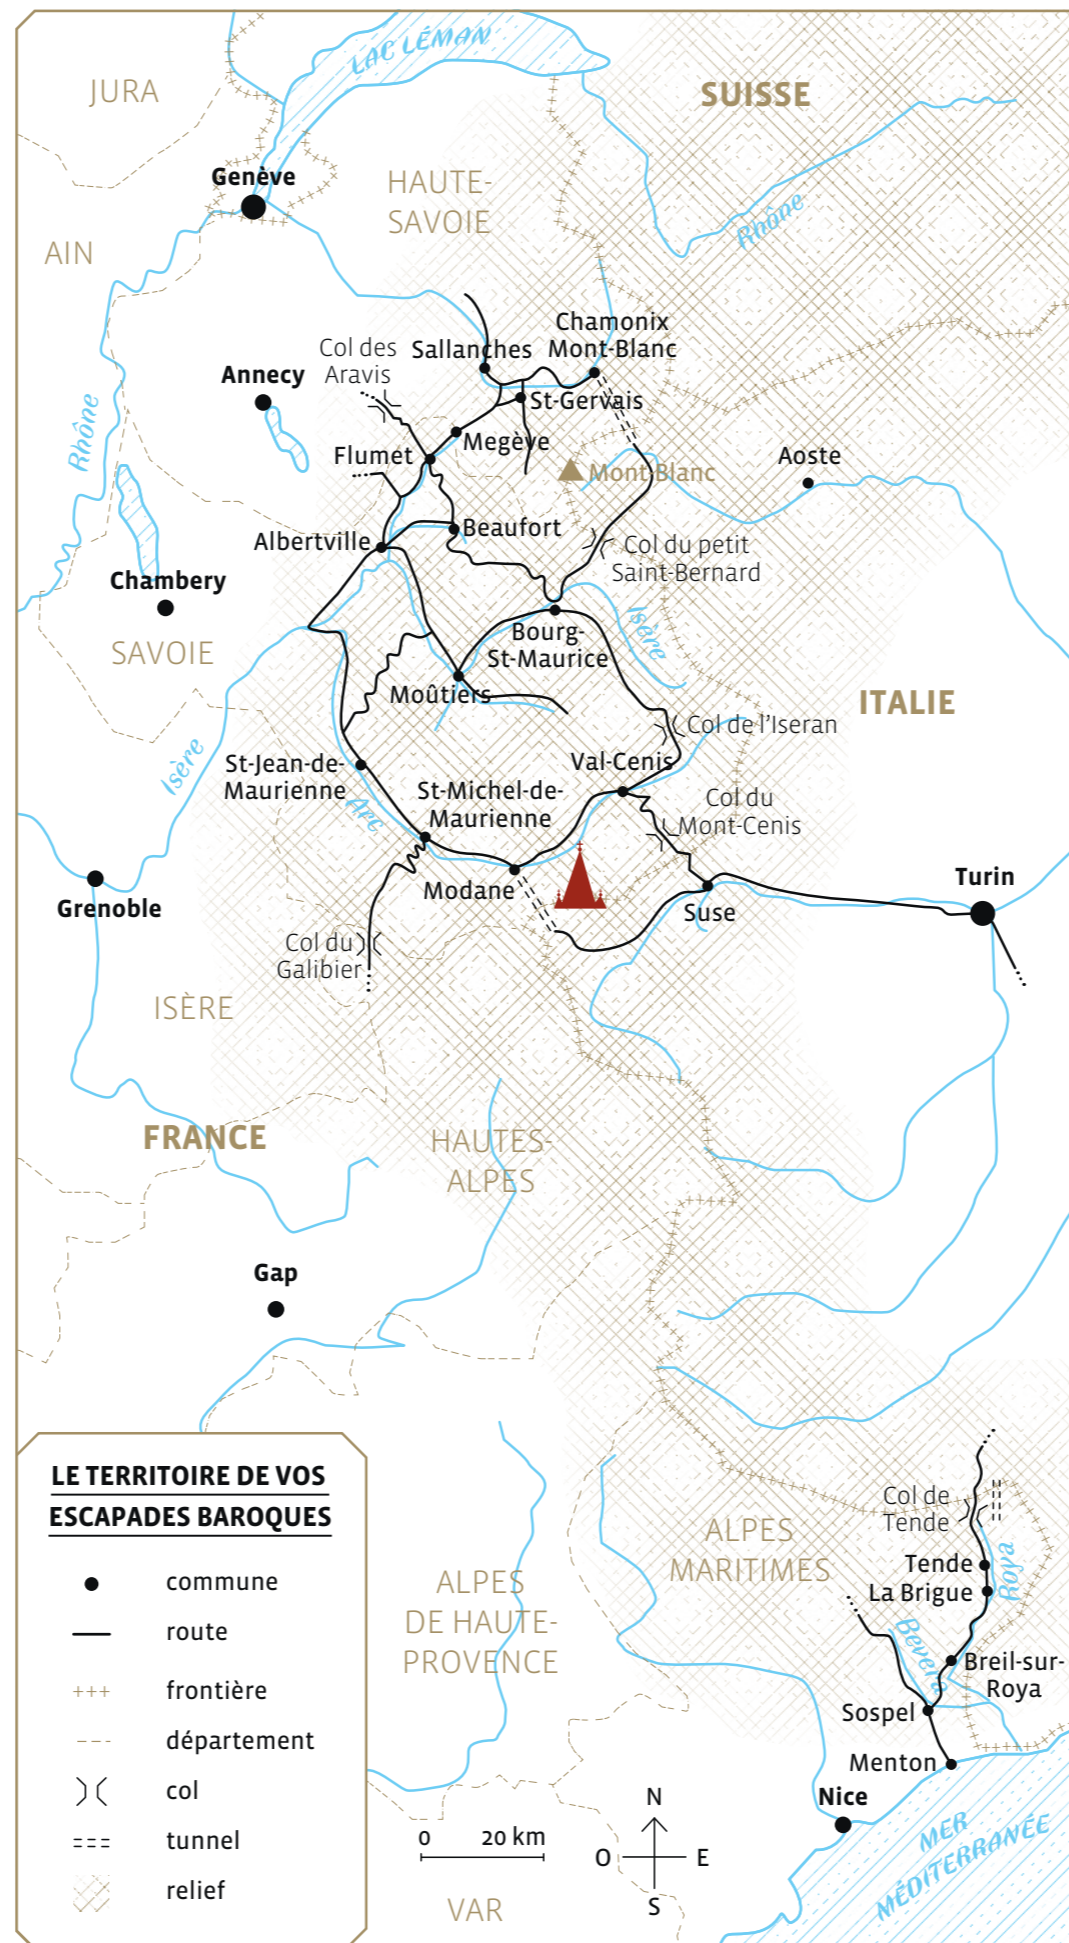 LAC LÉMAN
JURA
SUISSE
Genève
HAUTE-
SAVOIE
Rhône
AIN
Chamonix
Mont-Blanc
Col des
Aravis
Sallanches
Annecy
St-Gervais
Rhône
Megève
Flumet
Mont-Blanc
Aoste
Beaufort
Albertville
Col du petit
Saint-Bernard
Chambery
Isère
Bourg-
St-Maurice
SAVOIE
Moûtiers
ITALIE
Col de l'Iseran
Isère
St-Jean-de-
Maurienne
Val-Cenis
Arc
St-Michel-de-
Maurienne
Col du
Mont-Cenis
Modane
Turin
Grenoble
Suse
Col du
Galibier
ISÈRE
FRANCE
HAUTES-
ALPES
Gap
LE TERRITOIRE DE VOS
ESCAPADES BAROQUES
commune
route
frontière
département
col
tunnel
relief
Col de
Tende
ALPES
MARITIMES
Tende
La Brigue
Roya
ALPES
DE HAUTE-
PROVENCE
Bevera
Breil-sur-
Roya
Sospel
Menton
Nice
MER
MÉDITERRANÉE
0 20 km
N
O E
S
VAR